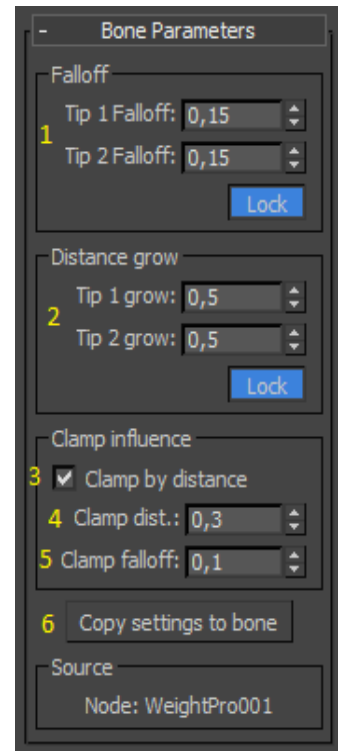 - Bone Parameters
Falloff
1 Tip 1 Falloff: 0,15
Tip 2 Falloff: 0,15
Lock
Distance grow
2 Tip 1 grow: 0,5
Tip 2 grow: 0,5
Lock
Clamp influence
3 Clamp by distance
4 Clamp dist.: 0,3
5 Clamp falloff: 0,1
6 Copy settings to bone
Source
Node: WeightPro001